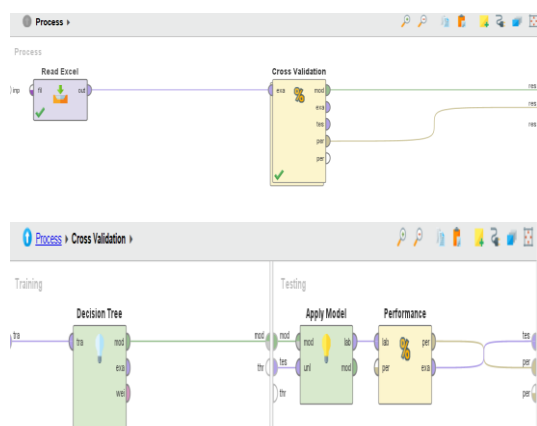 Process
Process
Read Excel
Cross Validation
inp
fil
out
exa
mod
exa
tes
per
per
res
res
res
Process Cross Validation
Training
Testing
Decision Tree
Apply Model
Performance
tra
tra
mod
exa
wei
mod
thr
mod
tes
thr
mod
unl
lab
mod
lab
per
per
exa
tes
per
per